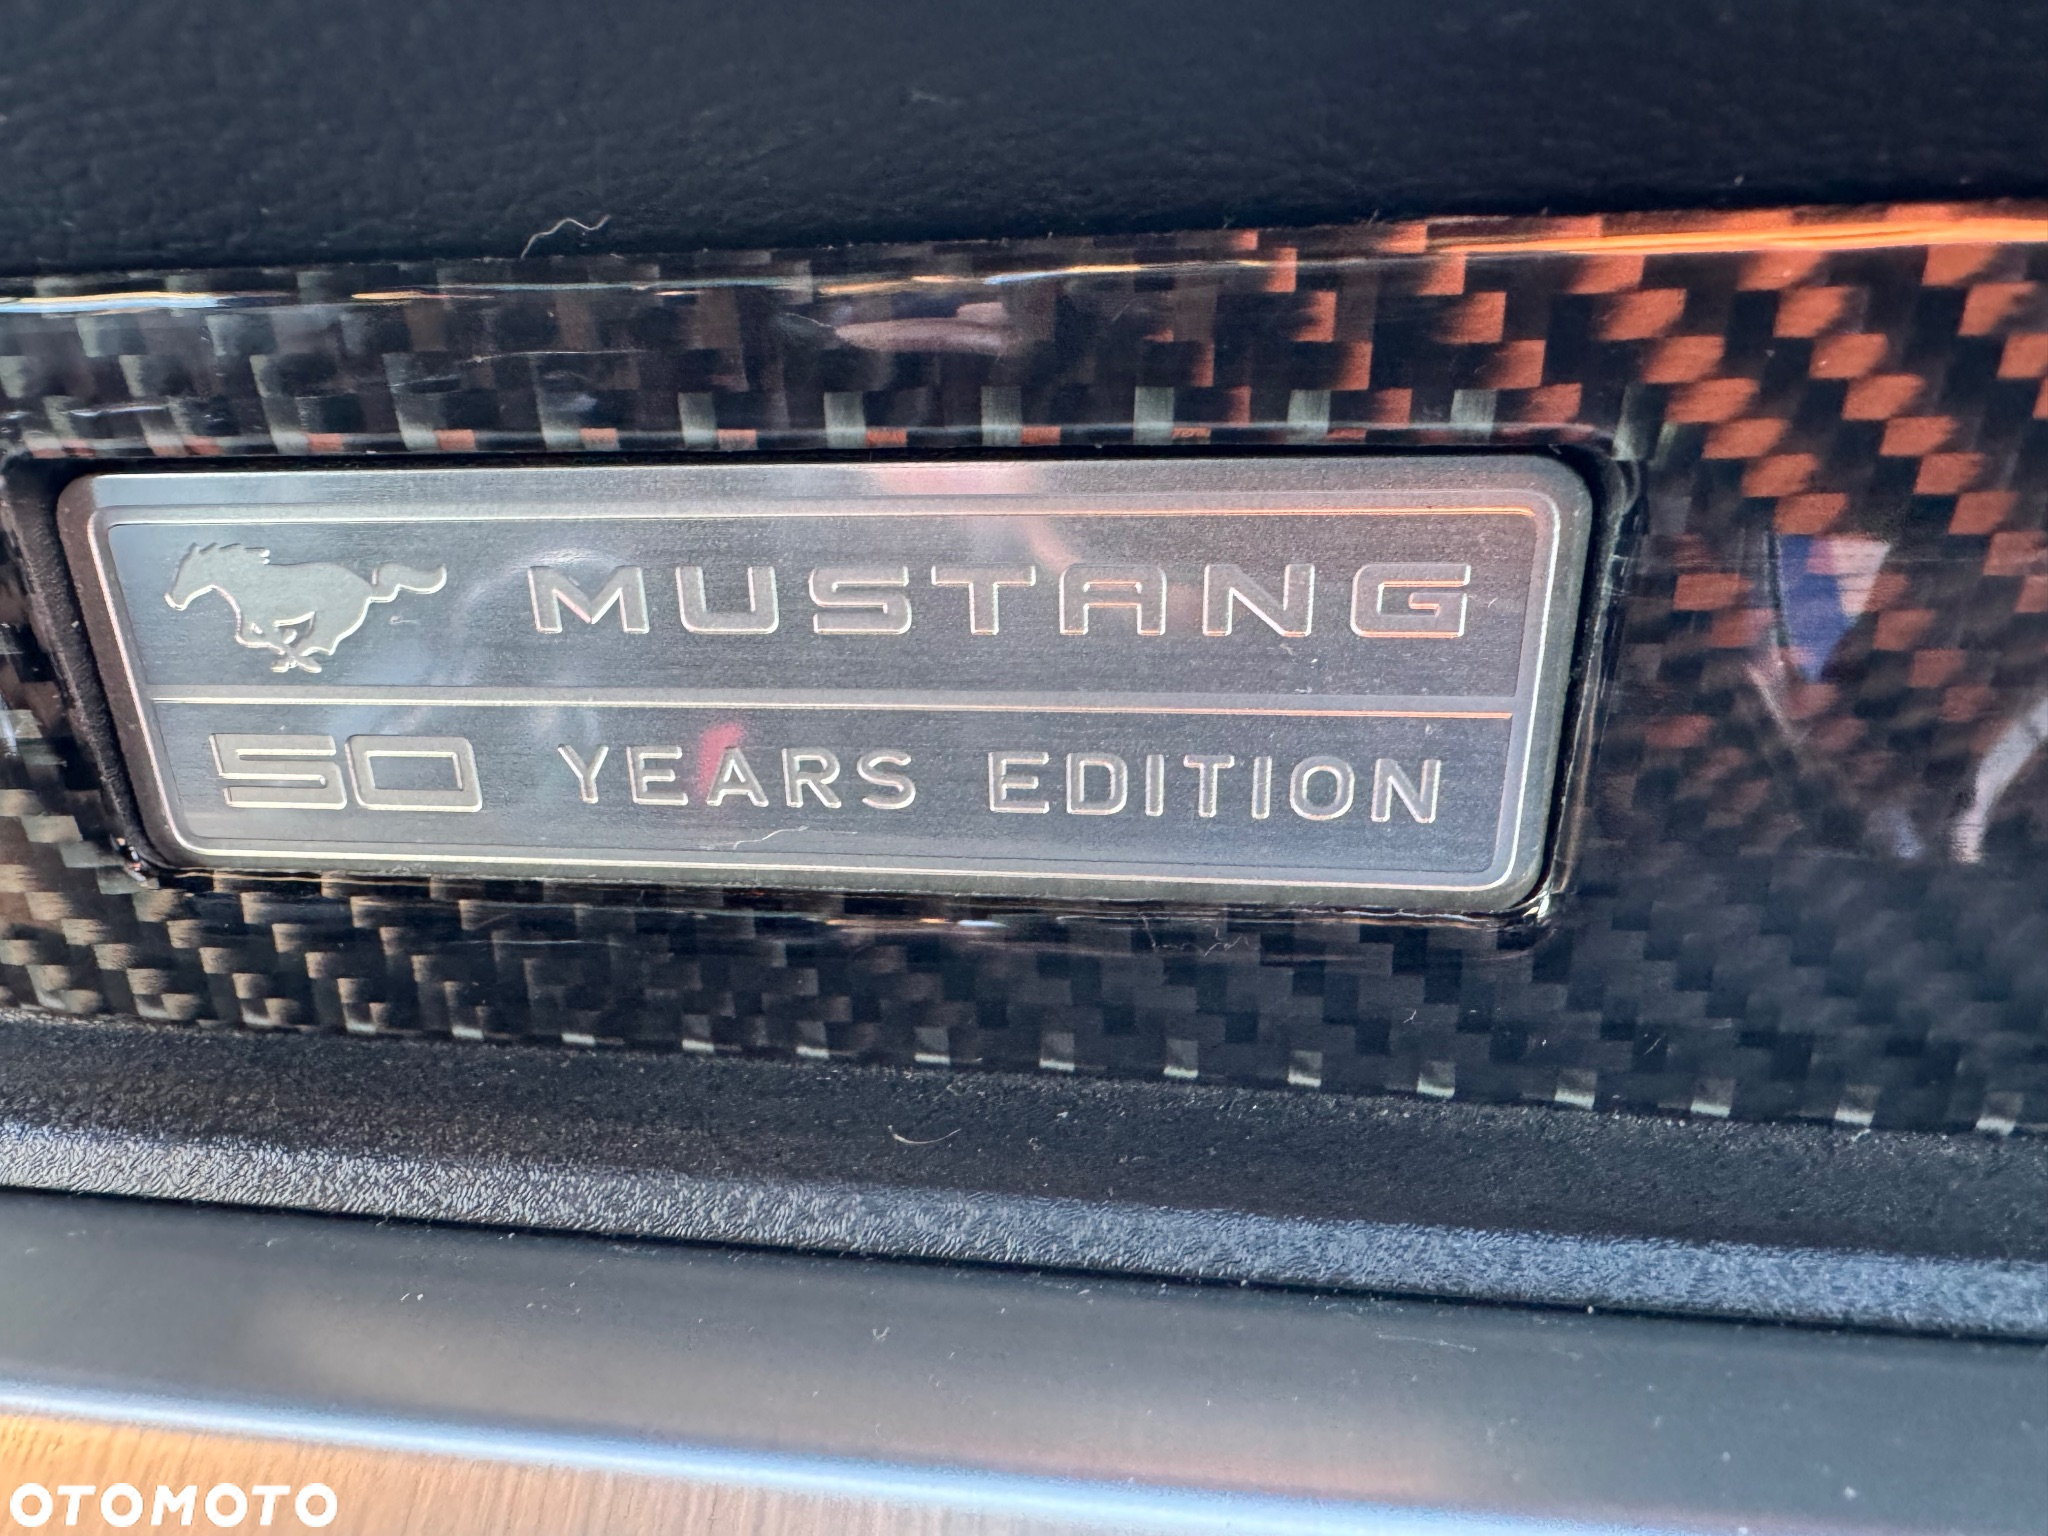 MUSTANG
50 YEARS EDITION
OTOMOTO